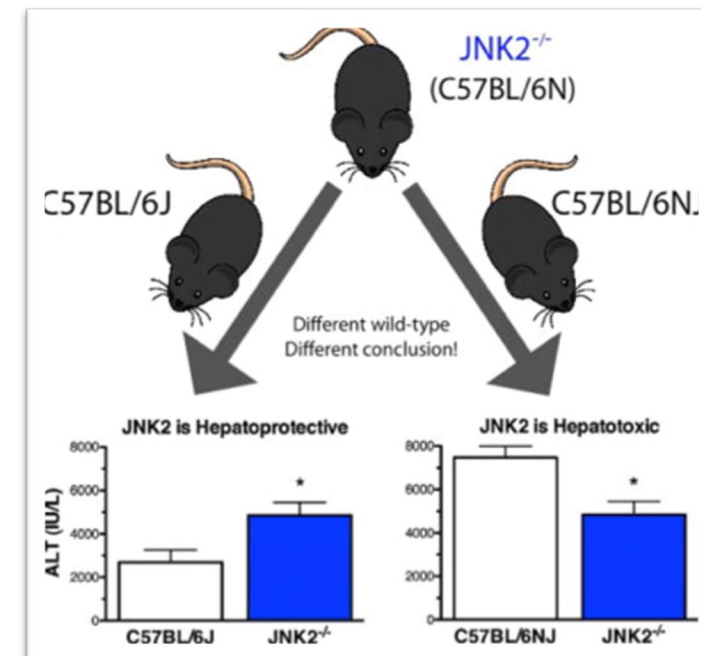 JNK2⁻/⁻
(C57BL/6N)
C57BL/6J
C57BL/6NJ
Different wild-type
Different conclusion!
JNK2 is Hepatoprotective
ALT (IU/L)
8000
6000
4000
2000
0
*
C57BL/6J
JNK2⁻/⁻
JNK2 is Hepatotoxic
8000
6000
4000
2000
0
*
C57BL/6NJ
JNK2⁻/⁻